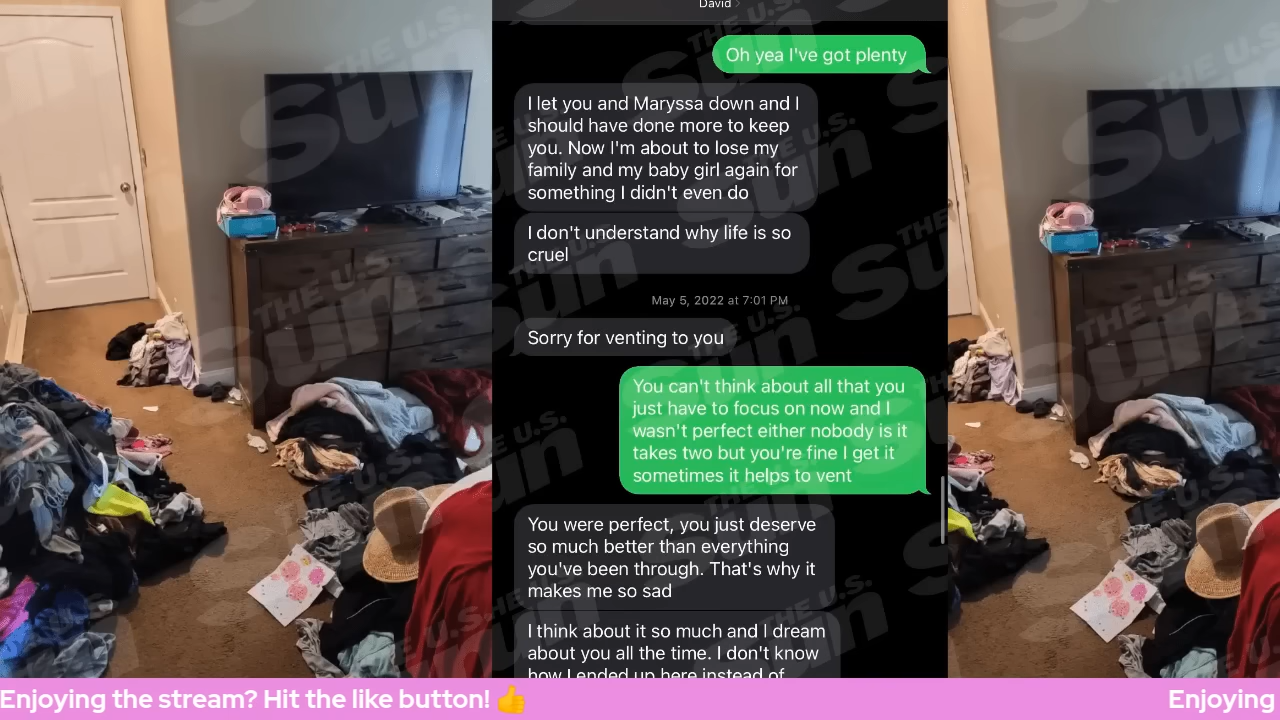 David
Oh yea I've got plenty
I let you and Maryssa down and I
should have done more to keep
you. Now I'm about to lose my
family and my baby girl again for
something I didn't even do
I don't understand why life is so
cruel
May 5, 2022 at 7:01 PM
Sorry for venting to you
You can't think about all that you
just have to focus on now and I
wasn't perfect either nobody is it
takes two but you're fine I get it
sometimes it helps to vent
You were perfect, you just deserve
so much better than everything
you've been through. That's why it
makes me so sad
I think about it so much and I dream
about you all the time. I don't know
how I ended up here instead of
THE U.S. Sun
Enjoying the stream? Hit the like button! 👍
Enjoying